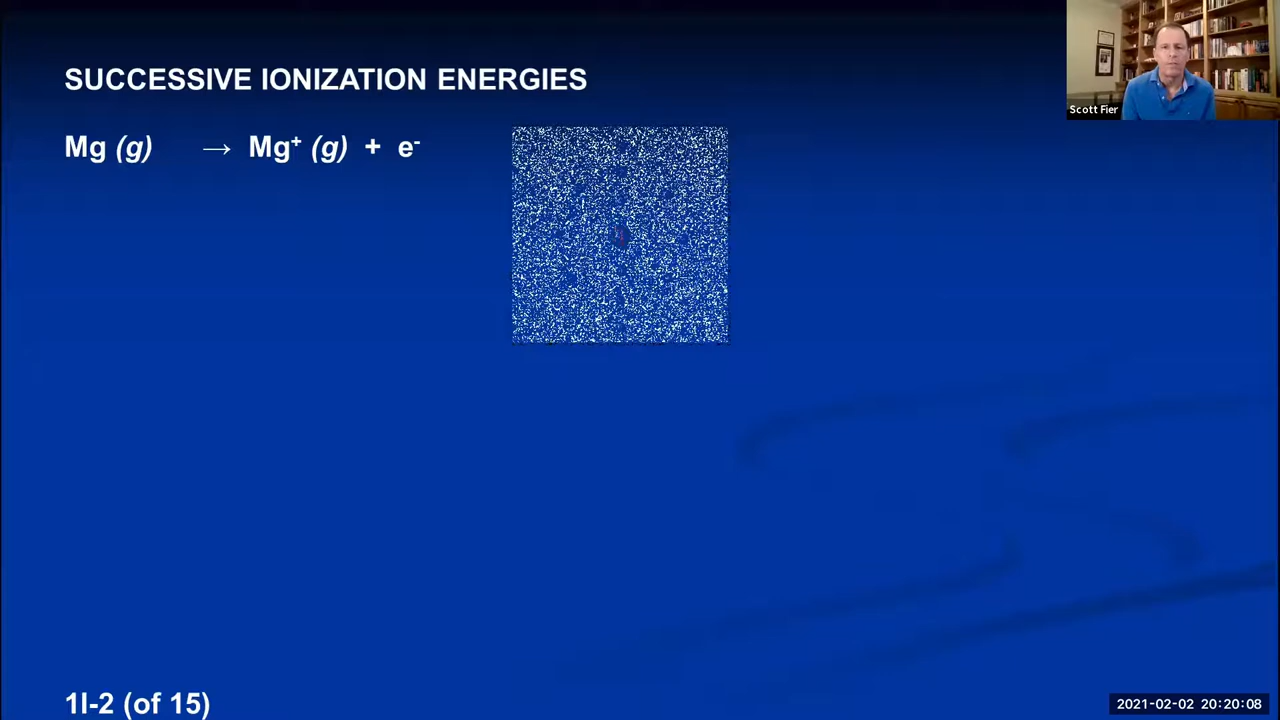 SUCCESSIVE IONIZATION ENERGIES
Scott Fier
Mg (g) → Mg⁺ (g) + e⁻
1I-2 (of 15)
2021-02-02 20:20:08